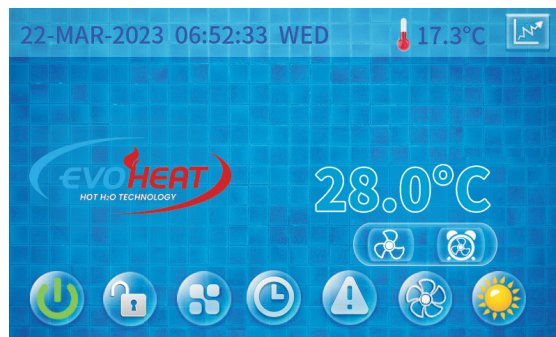 22-MAR-2023 06:52:33 WED 17.3°C
EVOHEAT
HOT H2O TECHNOLOGY
28.0°C